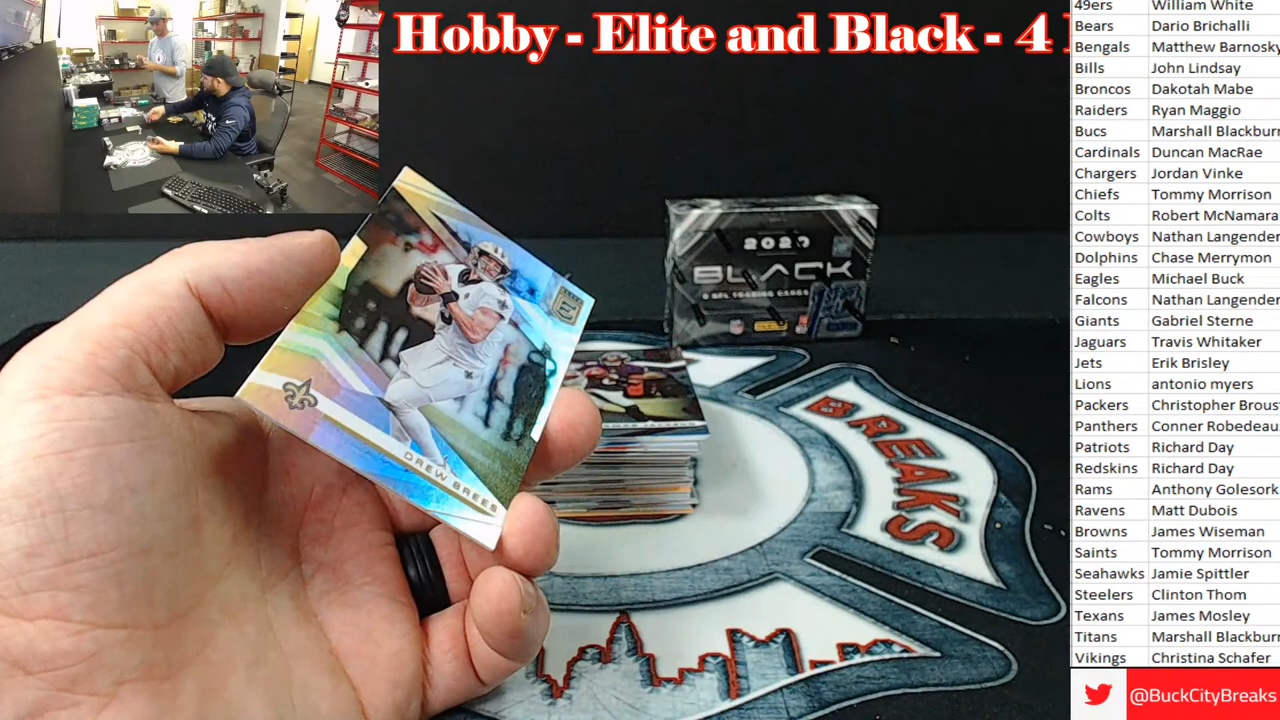 Hobby - Elite and Black - 4
49ers William White
Bears Dario Brichalli
Bengals Matthew Barnosky
Bills John Lindsay
Broncos Dakotah Mabe
Raiders Ryan Maggio
Bucs Marshall Blackburn
Cardinals Duncan MacRae
Chargers Jordan Vinke
Chiefs Tommy Morrison
Colts Robert McNamara
Cowboys Nathan Langender
Dolphins Chase Merrymon
Eagles Michael Buck
Falcons Nathan Langender
Giants Gabriel Sterne
Jaguars Travis Whitaker
Jets Erik Brisley
Lions antonio myers
Packers Christopher Brous
Panthers Conner Robedeau
Patriots Richard Day
Redskins Richard Day
Rams Anthony Golesork
Ravens Matt Dubois
Browns James Wiseman
Saints Tommy Morrison
Seahawks Jamie Spittler
Steelers Clinton Thom
Texans James Mosley
Titans Marshall Blackburn
Vikings Christina Schafer
@BuckCityBreaks
2020
BLACK
NFL TRADING CARDS
DREW BREES
BREAKS